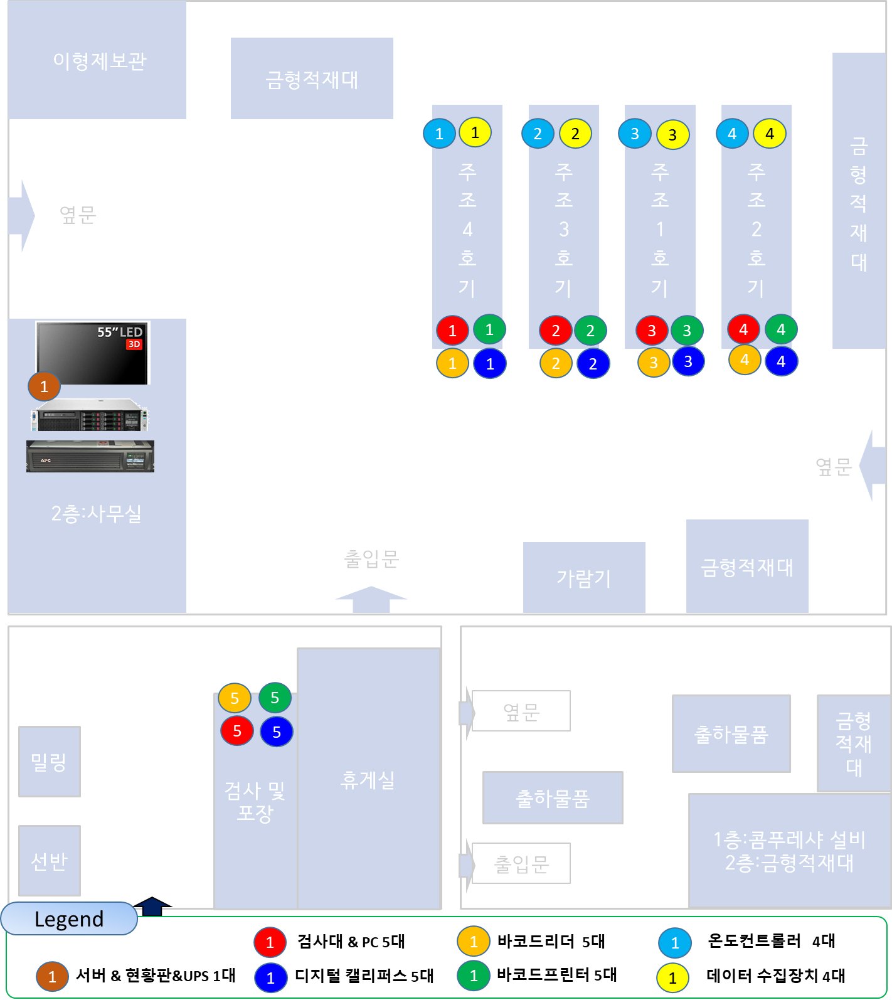 이형제보관
금형적재대
1 1 2 2 3 3 4 4
주
조
4
호
기
주
조
3
호
기
주
조
1
호
기
주
조
2
호
기
금
형
적
재
대
옆문
55” LED
3D
1
APC
2층:사무실
1 1 2 2 3 3 4 4
1 1 2 2 3 3 4 4
옆문
출입문
가람기
금형적재대
5 5
5 5
밀링
선반
검사 및
포장
휴게실
옆문
출하물품
출하물품
금형
적재
대
출입문
1층:콤푸레샤 설비
2층:금형적재대
Legend
1 검사대 & PC 5대
1 바코드리더 5대
1 온도컨트롤러 4대
1 서버 & 현황판&UPS 1대
1 디지털 캘리퍼스 5대
1 바코드프린터 5대
1 데이터 수집장치 4대